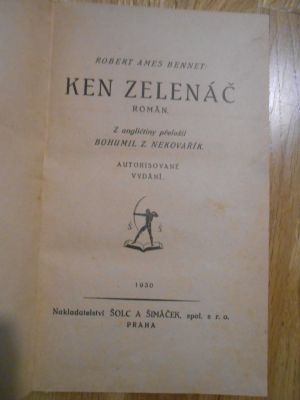 ROBERT AMES BENNET:
KEN ZELENÁČ
ROMÁN.
Z angličtiny přeložil
BOHUMIL Z. NEKOVAŘÍK.
AUTORISOVANÉ
VYDÁNÍ.
Š Š
1930
Nakladatelství ŠOLC A ŠIMÁČEK, spol. s r. o.
PRAHA